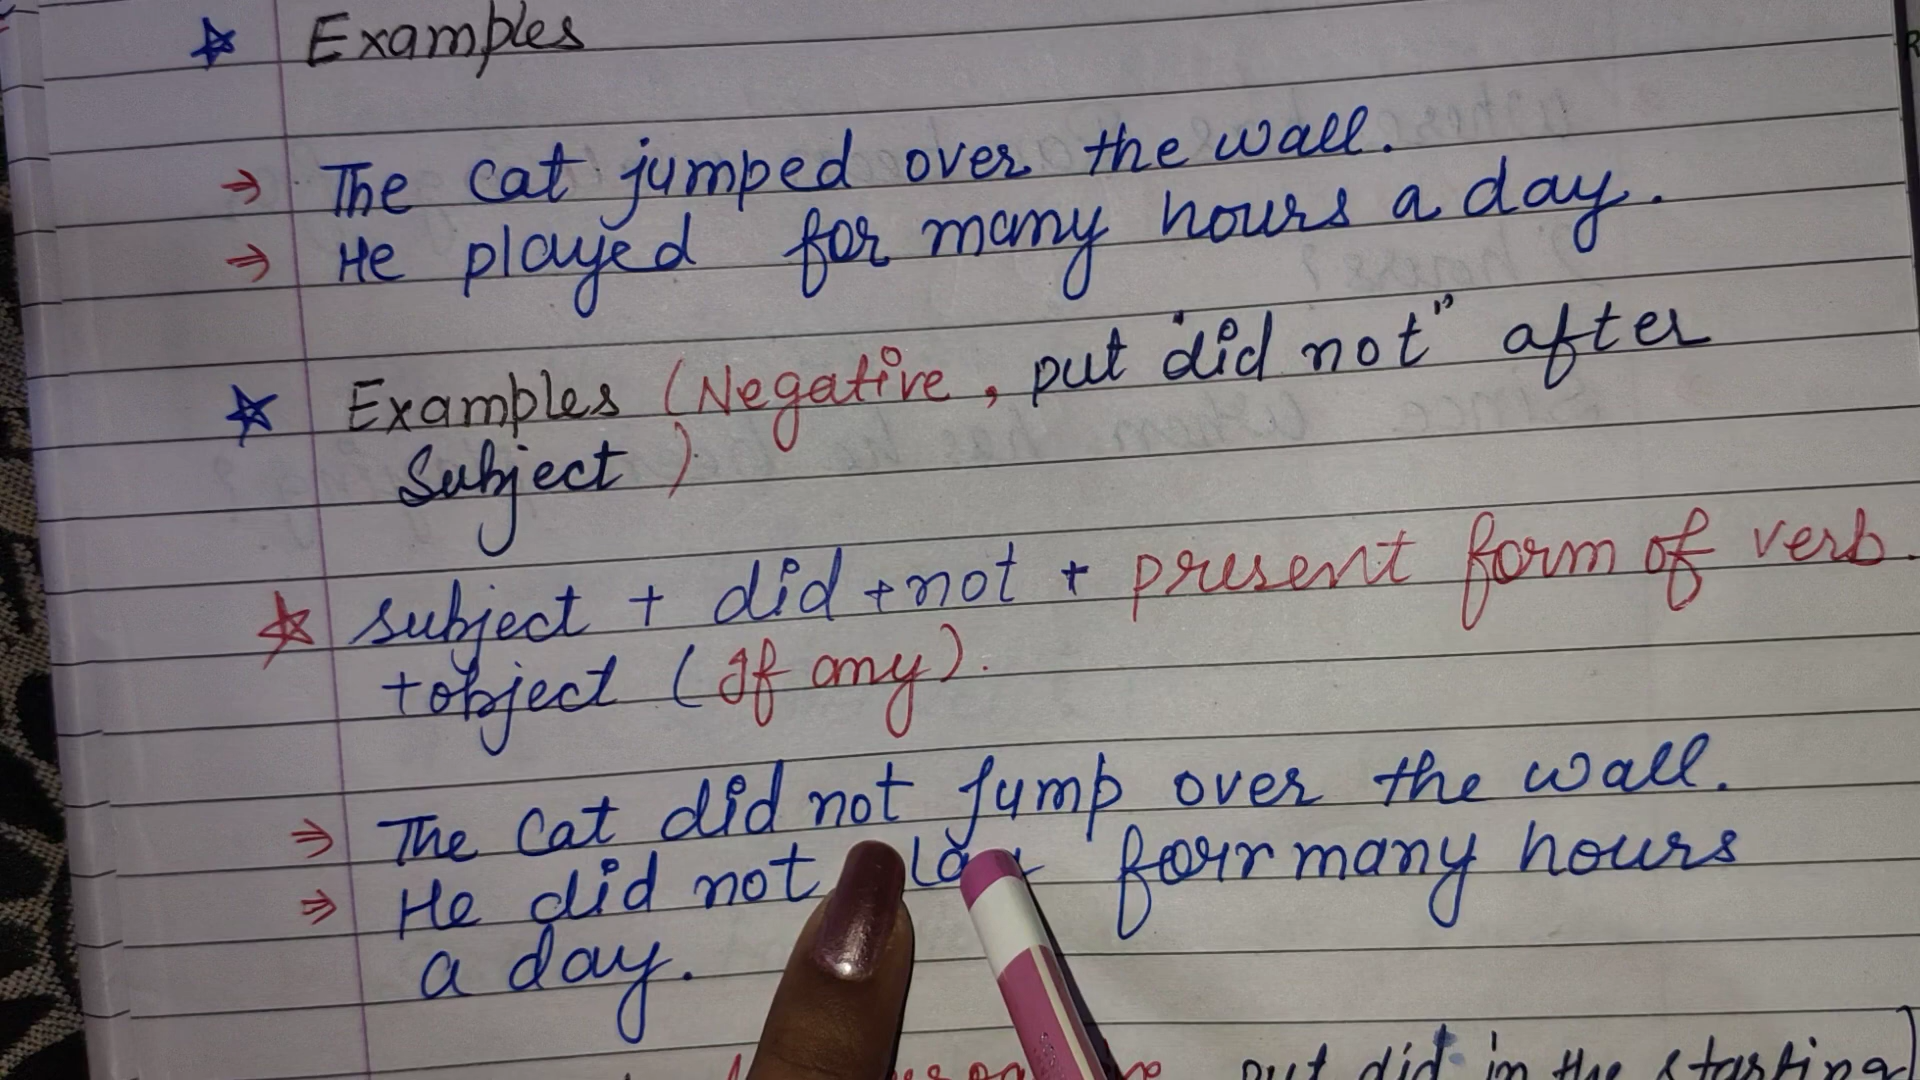 Examples
The cat jumped over the wall.
He played for many hours a day.
Examples (Negative, put "did not" after
Subject)
subject + did + not + present form of verb.
+ object (If any).
The cat did not Jump over the wall.
He did not for many hours
a day.
put did in the starting